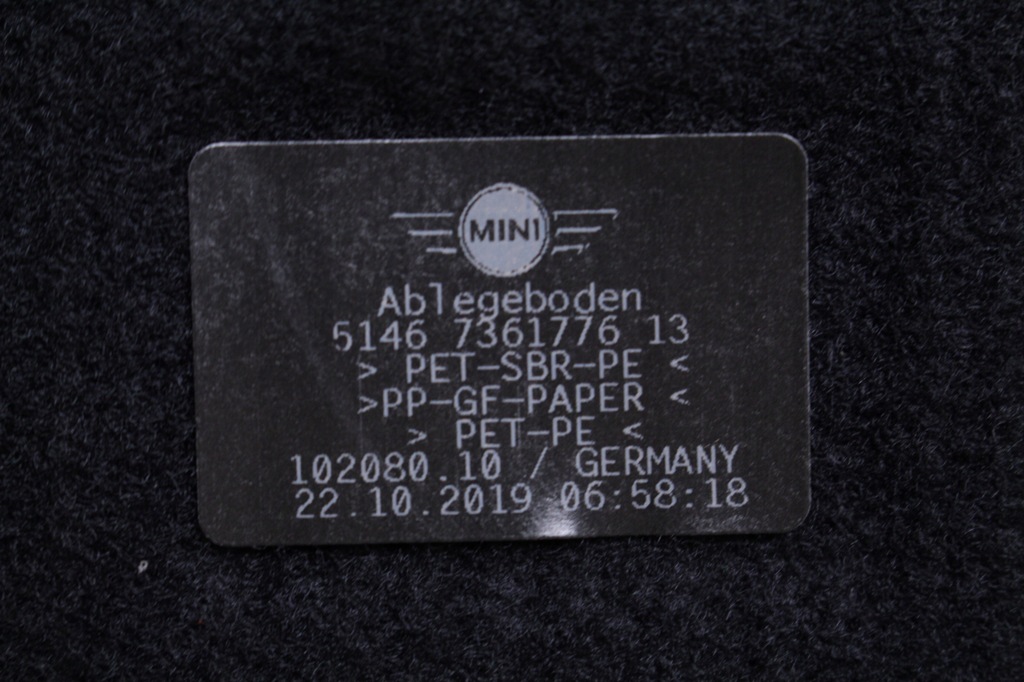 MINI
Ablegeboden
5146 7361776 13
> PET-SBR-PE <
>PP-GF-PAPER <
> PET-PE <
102080.10 / GERMANY
22.10.2019 06:58:18